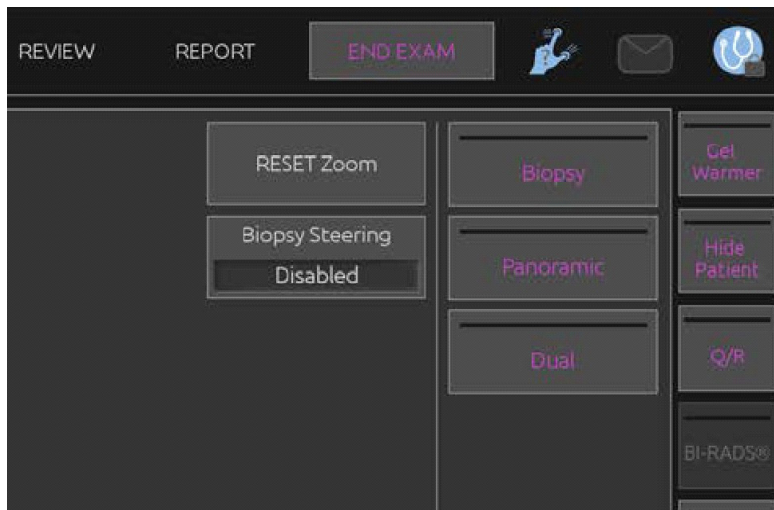 REVIEW REPORT END EXAM
RESET Zoom
Biopsy Steering
Disabled
Biopsy
Panoramic
Dual
Gel
Warmer
Hide
Patient
Q/R
BI-RADS®